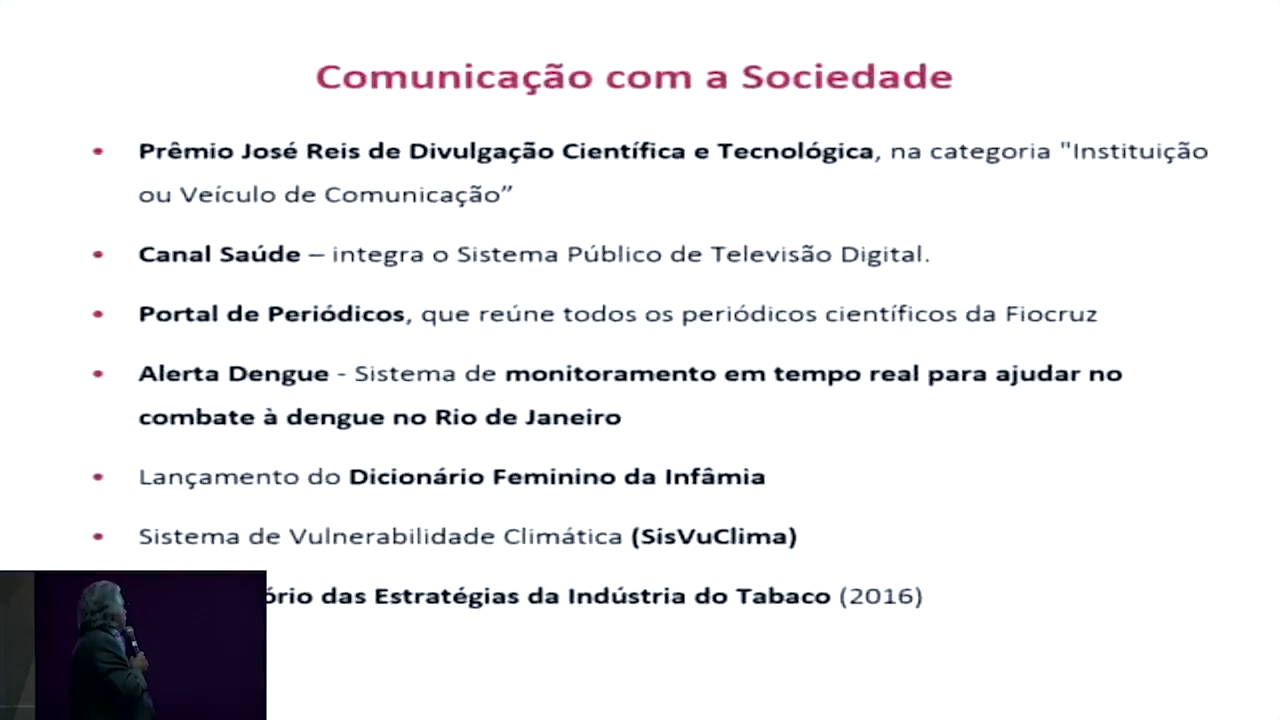 Comunicação com a Sociedade
Prêmio José Reis de Divulgação Científica e Tecnológica, na categoria "Instituição
ou Veículo de Comunicação”
Canal Saúde – integra o Sistema Público de Televisão Digital.
Portal de Periódicos, que reúne todos os periódicos científicos da Fiocruz
Alerta Dengue - Sistema de monitoramento em tempo real para ajudar no
combate à dengue no Rio de Janeiro
Lançamento do Dicionário Feminino da Infâmia
Sistema de Vulnerabilidade Climática (SisVuClima)
das Estratégias da Indústria do Tabaco (2016)